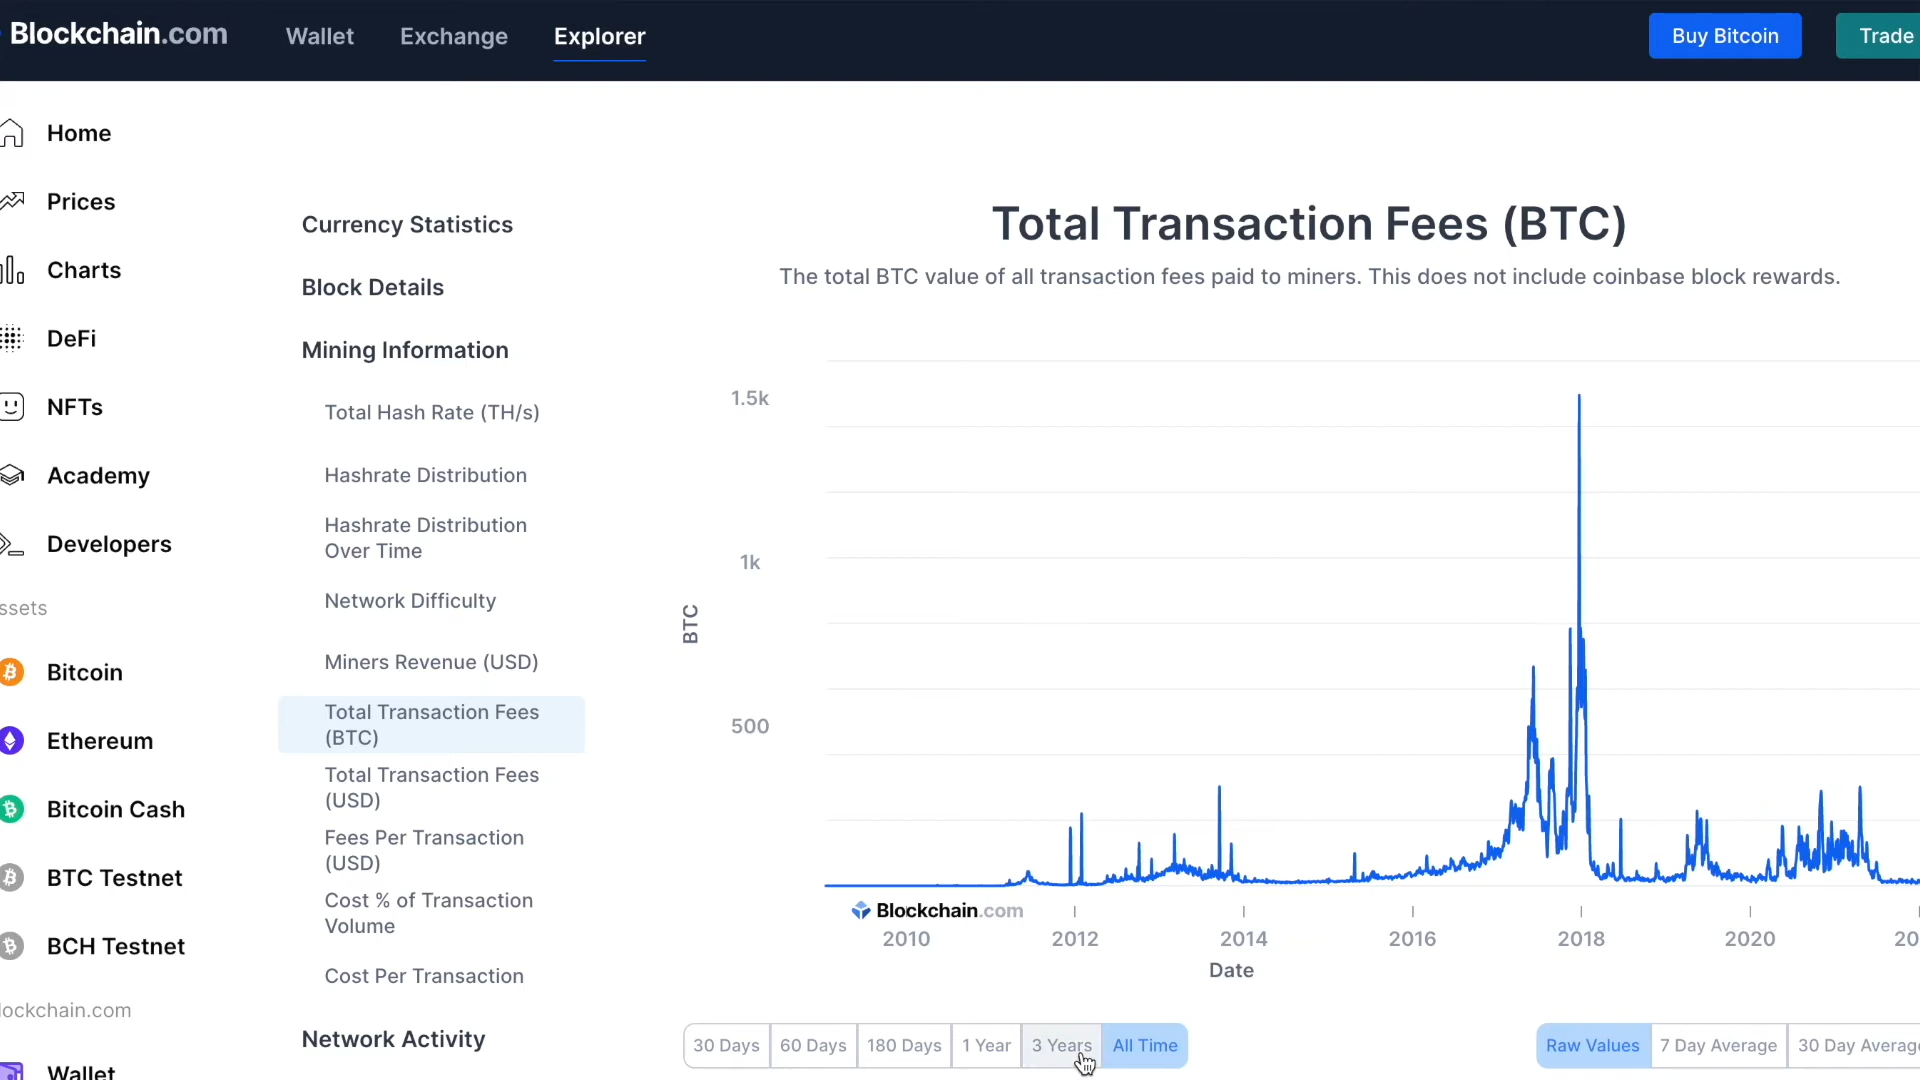 Blockchain.com
Wallet
Exchange
Explorer
Buy Bitcoin
Trade
Home
Prices
Charts
DeFi
NFTs
Academy
Developers
ssets
Bitcoin
Ethereum
Bitcoin Cash
BTC Testnet
BCH Testnet
lockchain.com
Wallet
Currency Statistics
Block Details
Mining Information
Total Hash Rate (TH/s)
Hashrate Distribution
Hashrate Distribution
Over Time
Network Difficulty
Miners Revenue (USD)
Total Transaction Fees
(BTC)
Total Transaction Fees
(USD)
Fees Per Transaction
(USD)
Cost % of Transaction
Volume
Cost Per Transaction
Network Activity
Total Transaction Fees (BTC)
The total BTC value of all transaction fees paid to miners. This does not include coinbase block rewards.
1.5k
1k
500
BTC
Blockchain.com
2010
2012
2014
2016
2018
2020
20
Date
30 Days
60 Days
180 Days
1 Year
3 Years
All Time
Raw Values
7 Day Average
30 Day Average